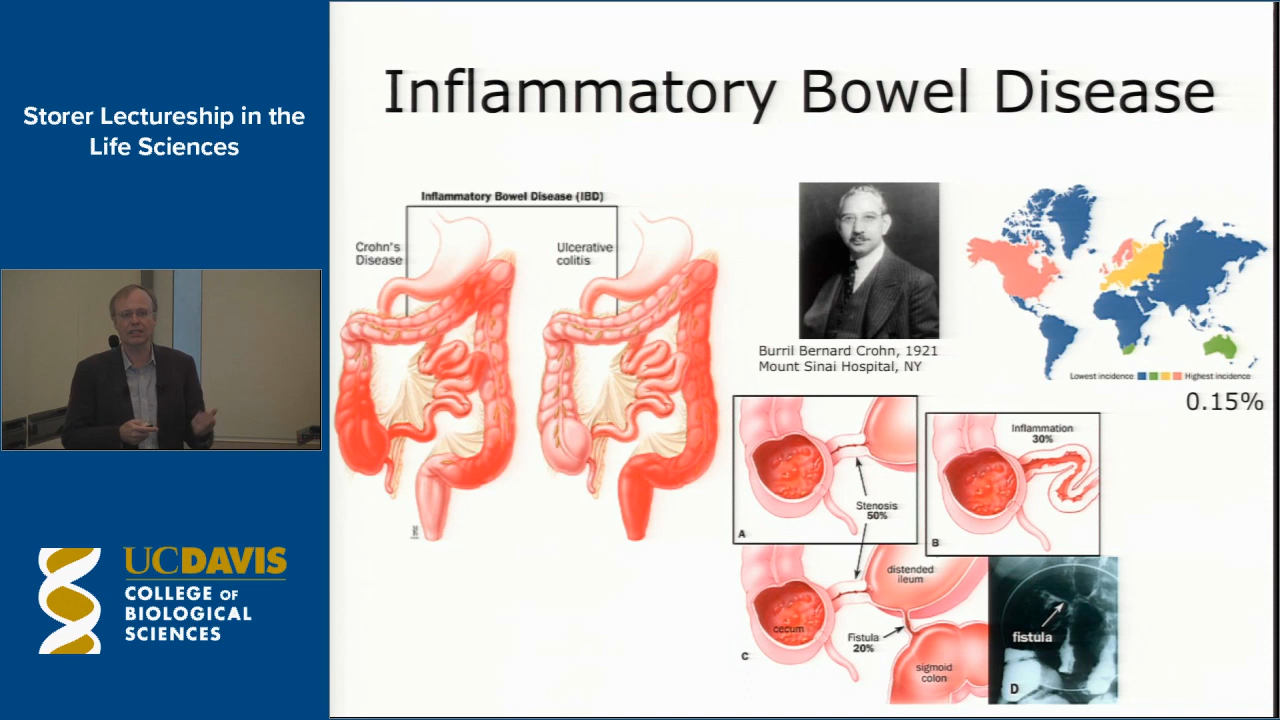 Storer Lectureship in the
Life Sciences
UCDAVIS
COLLEGE OF
BIOLOGICAL
SCIENCES
Inflammatory Bowel Disease
Inflammatory Bowel Disease (IBD)
Crohn's
Disease
Ulcerative
colitis
Burril Bernard Crohn, 1921
Mount Sinai Hospital, NY
Lowest incidence
Highest incidence
0.15%
Stenosis
50%
A
Inflammation
30%
B
distended
ileum
cecum
Fistula
20%
sigmoid
colon
C
fistula
D